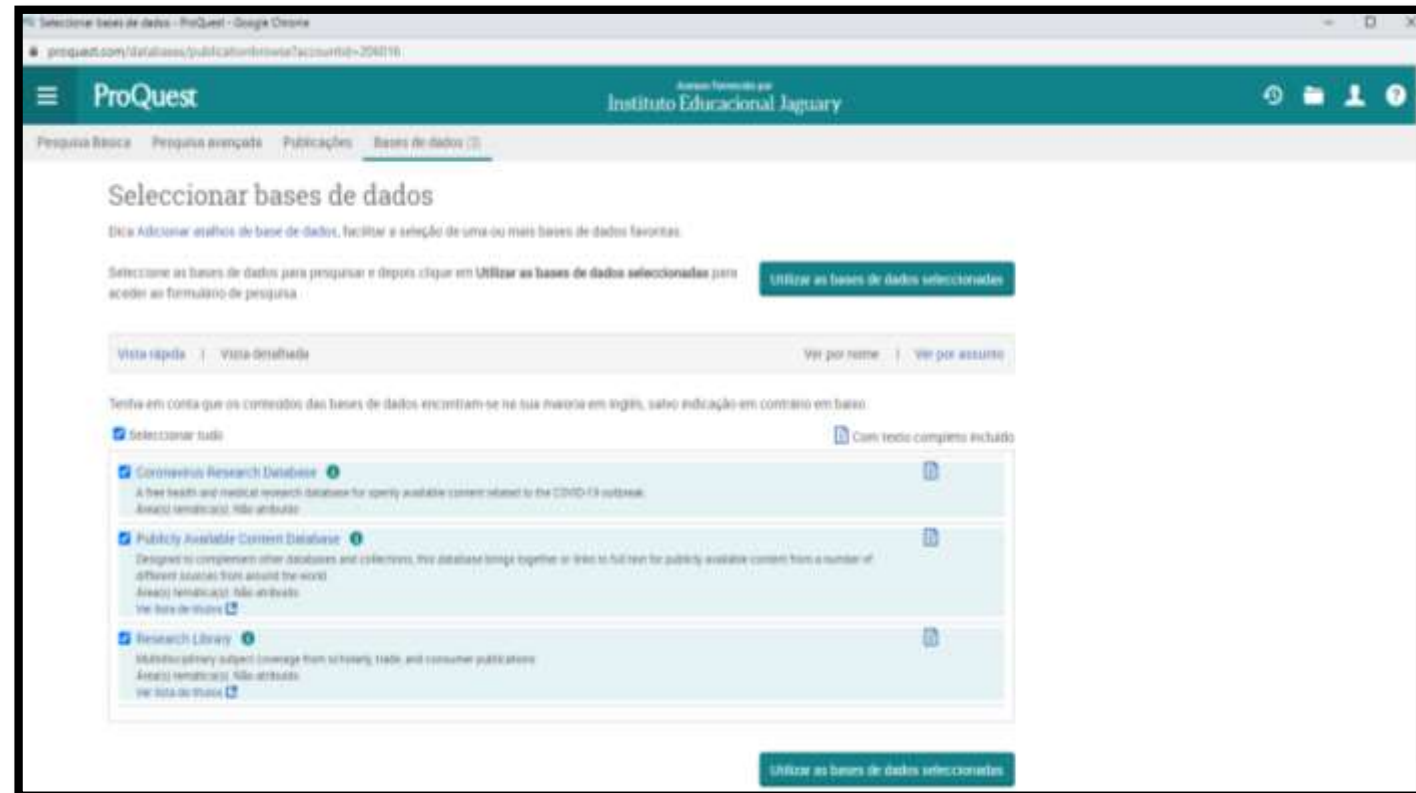 Seleccionar bases de dados - ProQuest - Google Chrome
proquest.com/databases/publicationbrowse?accountid=206016
ProQuest
Acesso fornecido por
Instituto Educacional Jaguary
Pesquisa Básica Pesquisa avançada Publicações Bases de dados (3)
Seleccionar bases de dados
Dica Adicionar atalhos de base de dados, facilitar a seleção de uma ou mais bases de dados favoritas.
Seleccione as bases de dados para pesquisar e depois clique em Utilizar as bases de dados seleccionadas para
aceder ao formulário de pesquisa.
Utilizar as bases de dados seleccionadas
Vista rápida | Vista detalhada Ver por nome | Ver por assunto
Tenha em conta que os conteúdos das bases de dados encontram-se na sua maioria em inglês, salvo indicação em contrário em baixo.
Seleccionar tudo Com texto completo incluído
Coronavirus Research Database
A free health and medical research database for openly available content related to the COVID-19 outbreak.
Área(s) temática(s): Não atribuído
Publicly Available Content Database
Designed to complement other databases and collections, this database brings together or links to full text for publicly available content from a number of
different sources from around the world.
Área(s) temática(s): Não atribuído
Ver lista de títulos
Research Library
Multidisciplinary subject coverage from scholarly, trade, and consumer publications
Área(s) temática(s): Não atribuído
Ver lista de títulos
Utilizar as bases de dados seleccionadas